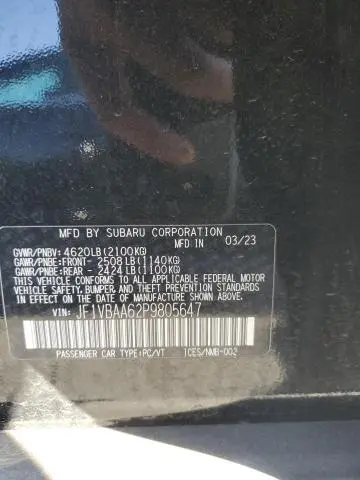 MFD BY SUBARU CORPORATION
MFD IN 03/23
GVWR/PNBV: 4620LB(2100KG)
GAWR/PNBE:FRONT- 2508LB(1140KG)
GAWR/PNBE:REAR - 2424LB(1100KG)
THIS VEHICLE CONFORMS TO ALL APPLICABLE FEDERAL MOTOR
VEHICLE SAFETY, BUMPER, AND THEFT PREVENTION STANDARDS
IN EFFECT ON THE DATE OF MANUFACTURE SHOWN ABOVE.
VIN: JF1VBAA62P9805647
PASSENGER CAR TYPE:PC/VT ICES/NMB-002